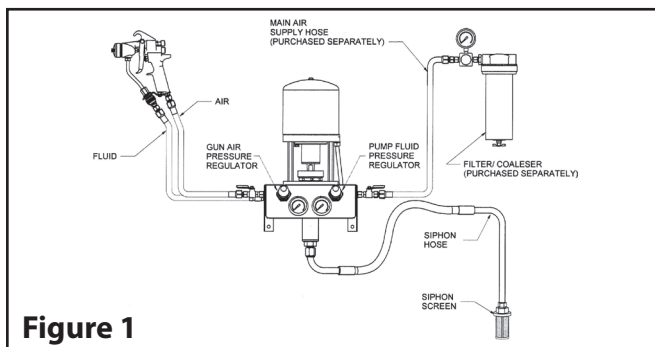 MAIN AIR
SUPPLY HOSE
(PURCHASED SEPARATELY)
AIR
FLUID
GUN AIR
PRESSURE
REGULATOR
PUMP FLUID
PRESSURE
REGULATOR
FILTER/ COALESER
(PURCHASED SEPARATELY)
SIPHON
HOSE
SIPHON
SCREEN
Figure 1